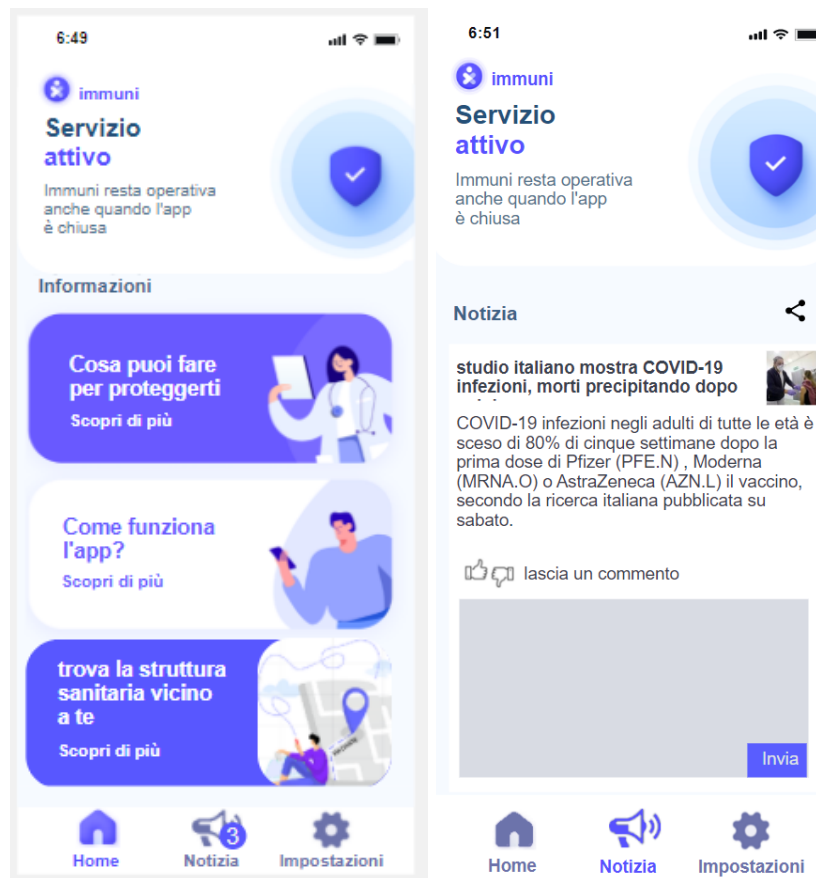 6:49
immuni
Servizio
attivo
Immuni resta operativa
anche quando l'app
è chiusa
Informazioni
Cosa puoi fare
per proteggerti
Scopri di più
Come funziona
l'app?
Scopri di più
trova la struttura
sanitaria vicino
a te
Scopri di più
3
Home
Notizia
Impostazioni
6:51
immuni
Servizio
attivo
Immuni resta operativa
anche quando l'app
è chiusa
Notizia
studio italiano mostra COVID-19
infezioni, morti precipitando dopo
COVID-19 infezioni negli adulti di tutte le età è
sceso di 80% di cinque settimane dopo la
prima dose di Pfizer (PFE.N) , Moderna
(MRNA.O) o AstraZeneca (AZN.L) il vaccino,
secondo la ricerca italiana pubblicata su
sabato.
lascia un commento
Invia
Home
Notizia
Impostazioni